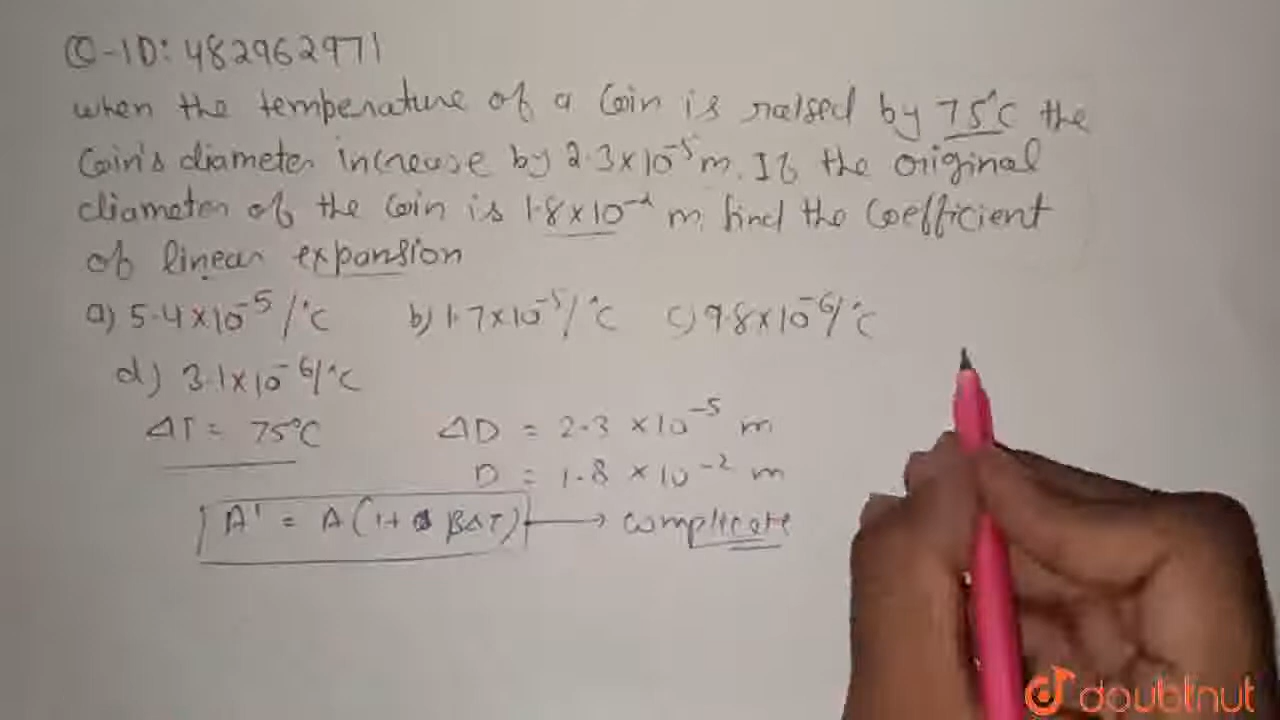 Q-ID: 482962971
when the temperature of a Coin is raised by 75°C the
Coin's diameter increase by 2.3×10⁻⁵ m. If the original
diameter of the Coin is 1.8×10⁻² m find the Coefficient
of linear expansion
a) 5.4×10⁻⁵/°C b) 1.7×10⁻⁵/°C c) 9.8×10⁻⁶/°C
d) 3.1×10⁻⁶/°C
ΔT = 75°C ΔD = 2.3 ×10⁻⁵ m
D = 1.8 ×10⁻² m
A' = A(1+ βΔT) → complicate
doubtnut